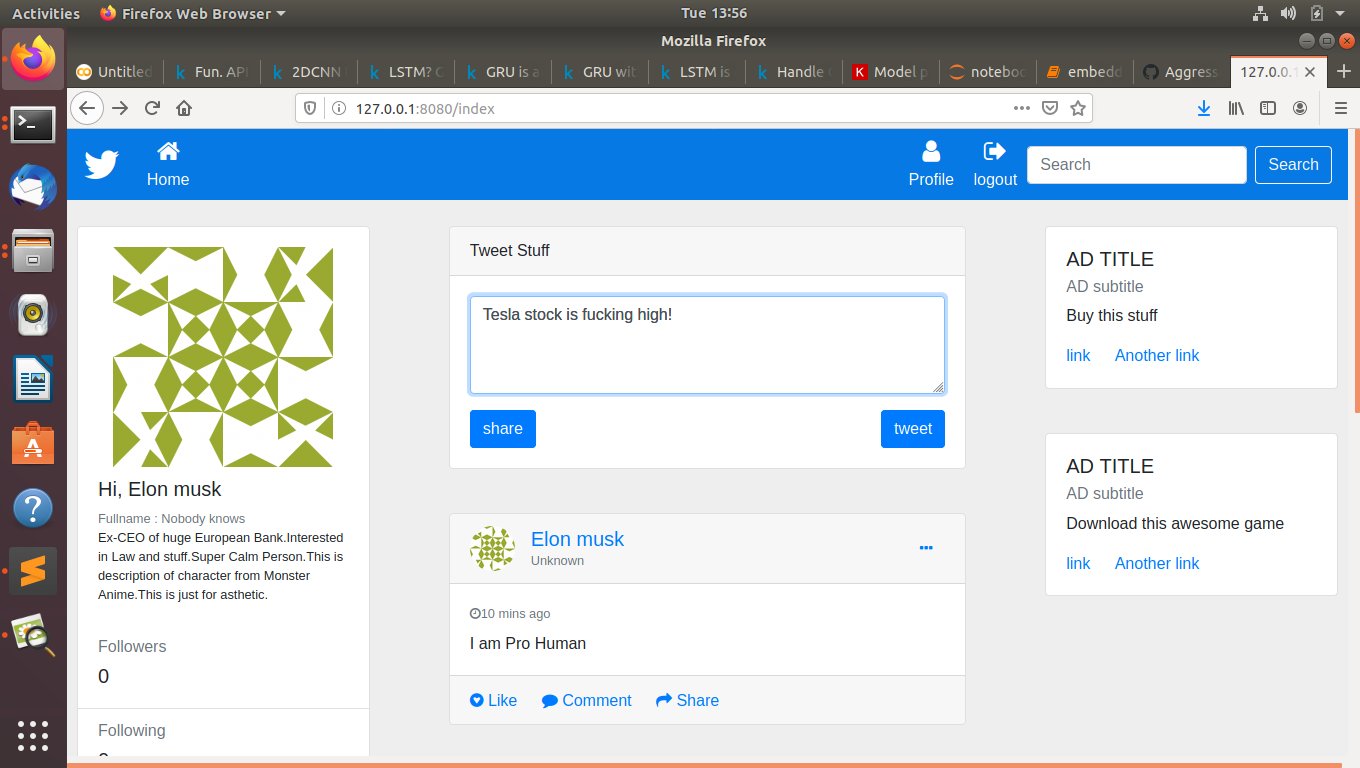 Activities Firefox Web Browser Tue 13:56
Mozilla Firefox
Untitled Fun. AP 2DCNN LSTM? GRU is a GRU wit LSTM is Handle Model p noteboo embedd Aggress 127.0.0.1
127.0.0.1:8080/index
Home Profile logout Search Search
Hi, Elon musk
Fullname : Nobody knows
Ex-CEO of huge European Bank.Interested
in Law and stuff.Super Calm Person.This is
description of character from Monster
Anime.This is just for asthetic.
Followers
0
Following
Tweet Stuff
Tesla stock is fucking high!
share tweet
Elon musk
Unknown
10 mins ago
I am Pro Human
Like Comment Share
AD TITLE
AD subtitle
Buy this stuff
link Another link
AD TITLE
AD subtitle
Download this awesome game
link Another link